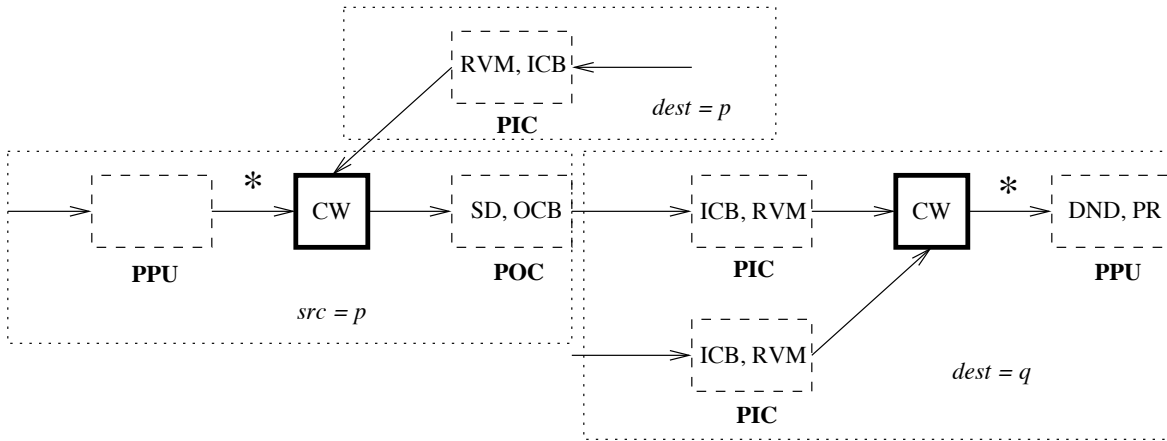 RVM, ICB
dest = p
PIC
*
CW
SD, OCB
PPU
POC
src = p
ICB, RVM
CW
*
DND, PR
PIC
PPU
ICB, RVM
dest = q
PIC